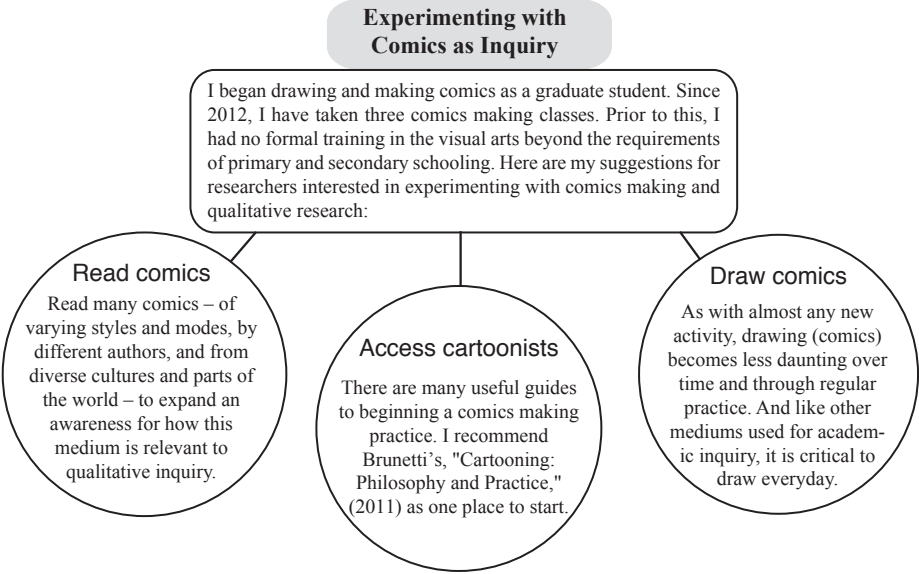 Experimenting with
Comics as Inquiry
I began drawing and making comics as a graduate student. Since
2012, I have taken three comics making classes. Prior to this, I
had no formal training in the visual arts beyond the requirements
of primary and secondary schooling. Here are my suggestions for
researchers interested in experimenting with comics making and
qualitative research:
Read comics
Read many comics – of
varying styles and modes, by
different authors, and from
diverse cultures and parts of
the world – to expand an
awareness for how this
medium is relevant to
qualitative inquiry.
Access cartoonists
There are many useful guides
to beginning a comics making
practice. I recommend
Brunetti’s, "Cartooning:
Philosophy and Practice,"
(2011) as one place to start.
Draw comics
As with almost any new
activity, drawing (comics)
becomes less daunting over
time and through regular
practice. And like other
mediums used for academ-
ic inquiry, it is critical to
draw everyday.